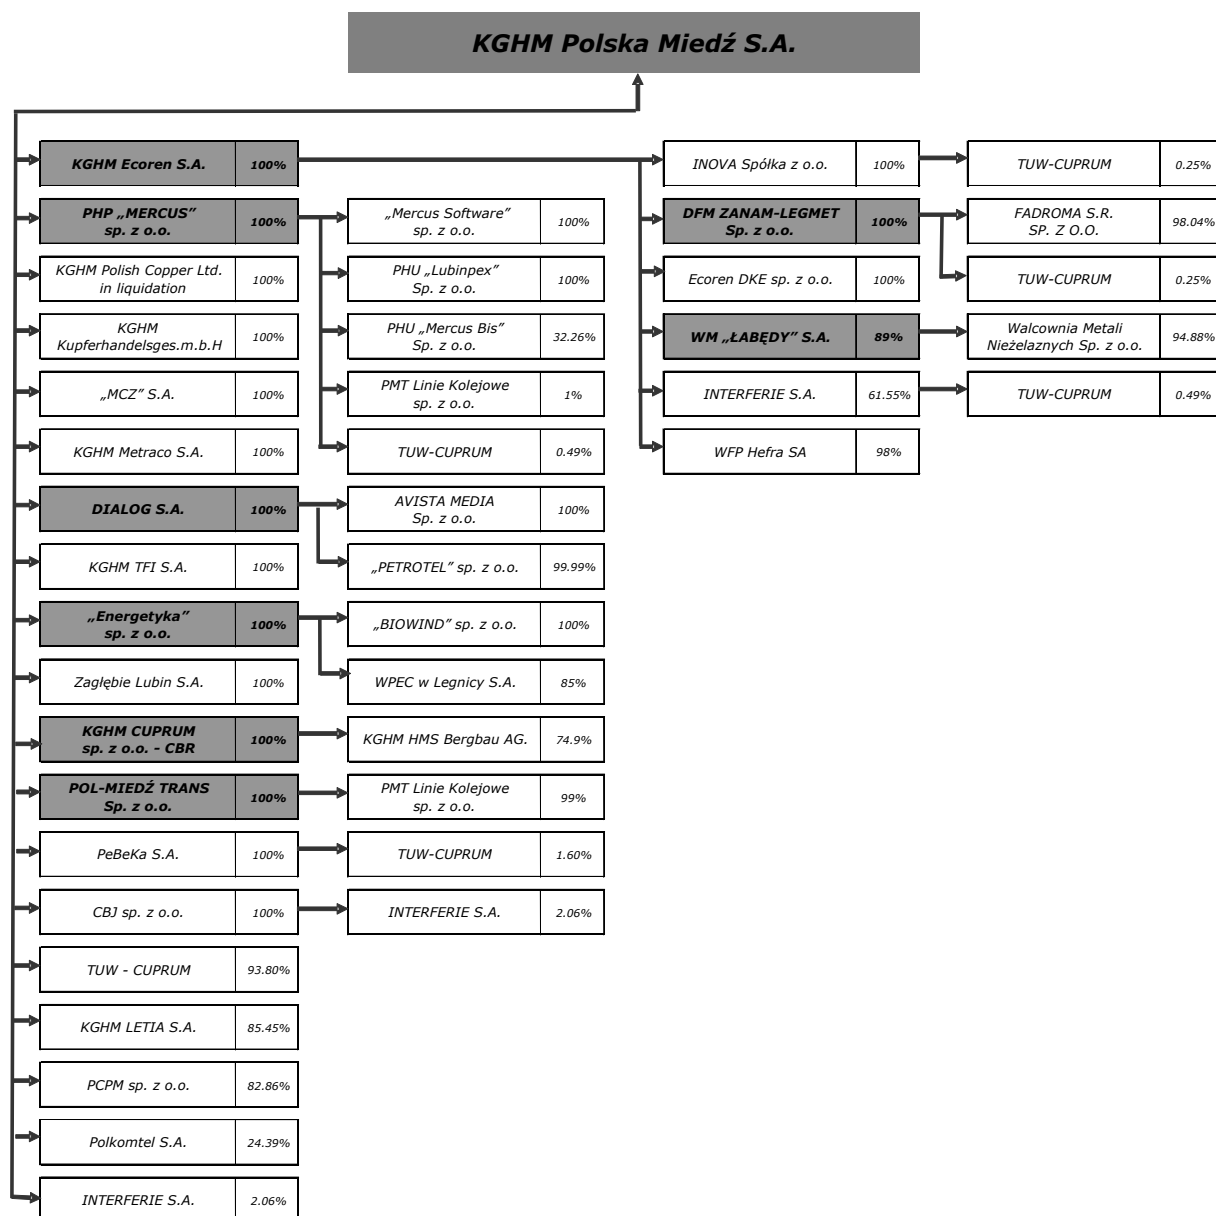 KGHM Polska Miedź S.A.
KGHM Ecoren S.A. 100%
INOVA Spółka z o.o. 100%
TUW-CUPRUM 0.25%
PHP „MERCUS”
sp. z o.o. 100%
„Mercus Software”
sp. z o.o. 100%
DFM ZANAM-LEGMET
Sp. z o.o. 100%
FADROMA S.R.
SP. Z O.O. 98.04%
KGHM Polish Copper Ltd.
in liquidation 100%
PHU „Lubinpex”
Sp. z o.o. 100%
Ecoren DKE sp. z o.o. 100%
TUW-CUPRUM 0.25%
KGHM
Kupferhandelsges.m.b.H 100%
PHU „Mercus Bis”
Sp. z o.o. 32.26%
WM „ŁABĘDY” S.A. 89%
Walcownia Metali
Nieżelaznych Sp. z o.o. 94.88%
„MCZ” S.A. 100%
PMT Linie Kolejowe
sp. z o.o. 1%
INTERFERIE S.A. 61.55%
TUW-CUPRUM 0.49%
KGHM Metraco S.A. 100%
TUW-CUPRUM 0.49%
WFP Hefra SA 98%
DIALOG S.A. 100%
AVISTA MEDIA
Sp. z o.o. 100%
KGHM TFI S.A. 100%
„PETROTEL” sp. z o.o. 99.99%
„Energetyka”
sp. z o.o. 100%
„BIOWIND” sp. z o.o. 100%
Zagłębie Lubin S.A. 100%
WPEC w Legnicy S.A. 85%
KGHM CUPRUM
sp. z o.o. - CBR 100%
KGHM HMS Bergbau AG. 74.9%
POL-MIEDŹ TRANS
Sp. z o.o. 100%
PMT Linie Kolejowe
sp. z o.o. 99%
PeBeKa S.A. 100%
TUW-CUPRUM 1.60%
CBJ sp. z o.o. 100%
INTERFERIE S.A. 2.06%
TUW - CUPRUM 93.80%
KGHM LETIA S.A. 85.45%
PCPM sp. z o.o. 82.86%
Polkomtel S.A. 24.39%
INTERFERIE S.A. 2.06%